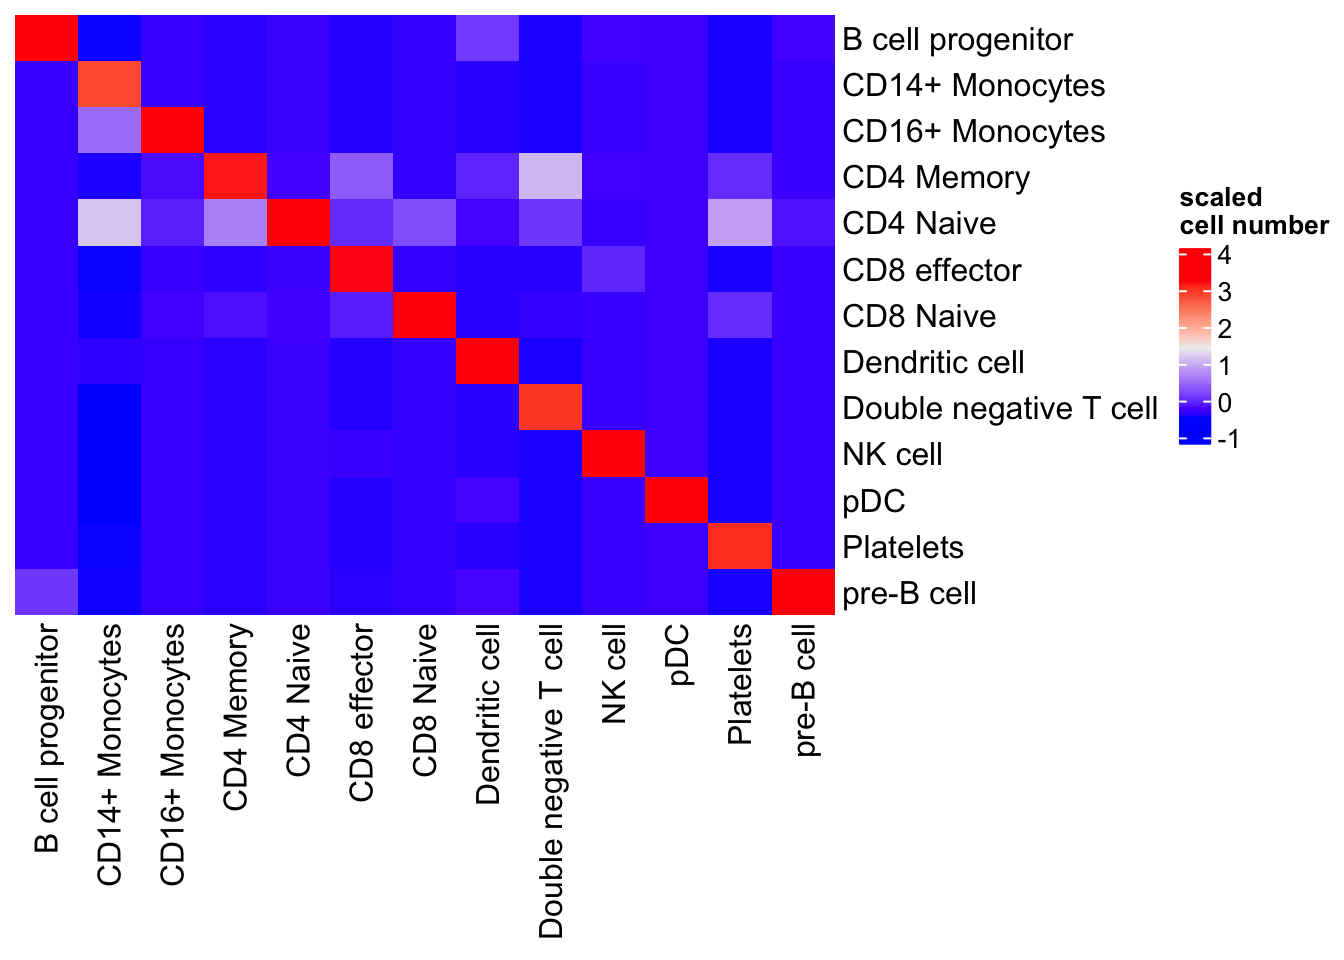 B cell progenitor
CD14+ Monocytes
CD16+ Monocytes
CD4 Memory
CD4 Naive
CD8 effector
CD8 Naive
Dendritic cell
Double negative T cell
NK cell
pDC
Platelets
pre-B cell
scaled
cell number
4
3
2
1
0
-1
B cell progenitor
CD14+ Monocytes
CD16+ Monocytes
CD4 Memory
CD4 Naive
CD8 effector
CD8 Naive
Dendritic cell
Double negative T cell
NK cell
pDC
Platelets
pre-B cell